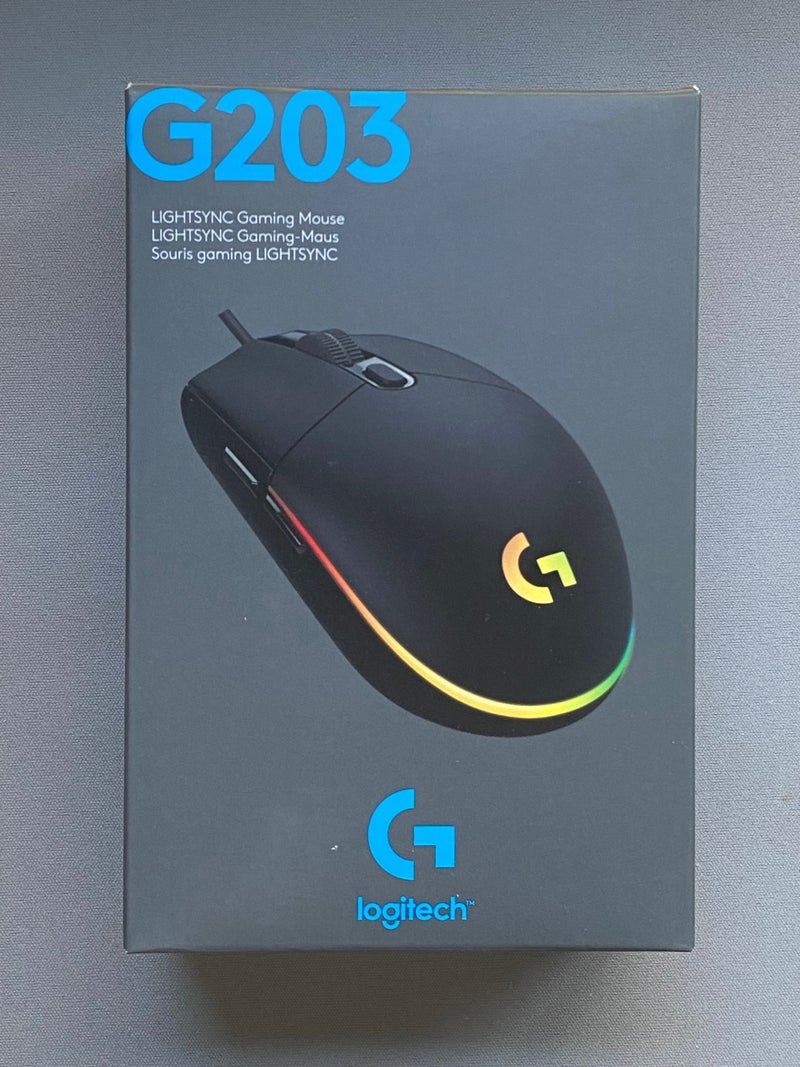 G203
LIGHTSYNC Gaming Mouse
LIGHTSYNC Gaming-Maus
Souris gaming LIGHTSYNC
G
G
logitech™